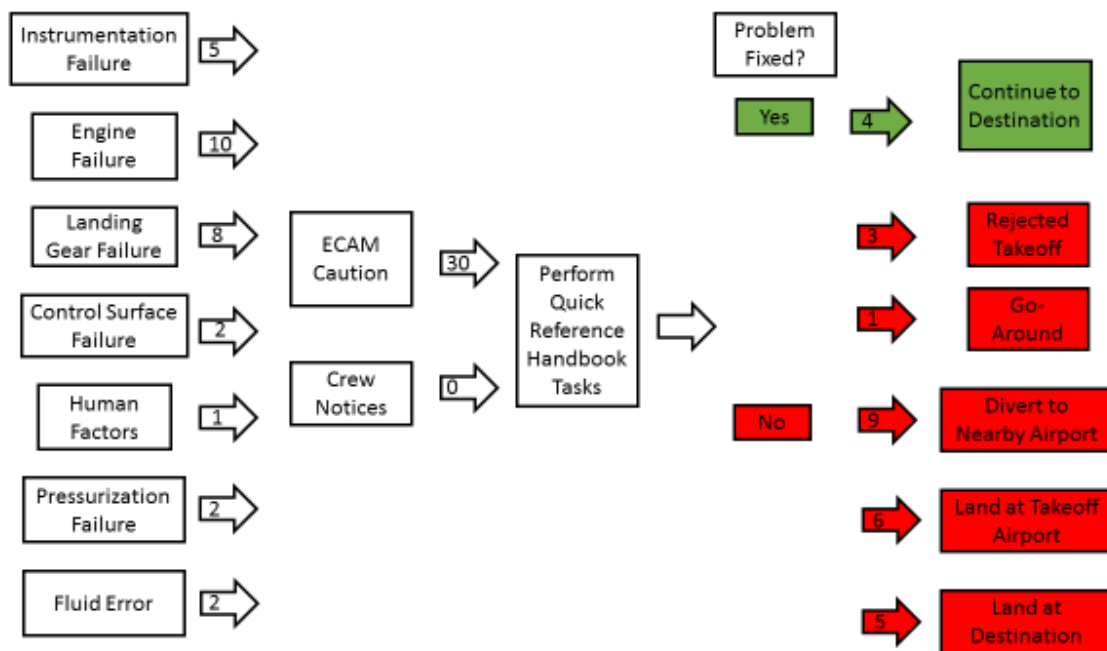 Instrumentation
Failure
5
Engine
Failure
10
Landing
Gear Failure
8
Control Surface
Failure
2
Human
Factors
1
Pressurization
Failure
2
Fluid Error
2
ECAM
Caution
30
Crew
Notices
0
Perform
Quick
Reference
Handbook
Tasks
Problem
Fixed?
Yes
4
Continue to
Destination
3
Rejected
Takeoff
1
Go-
Around
No
9
Divert to
Nearby Airport
6
Land at Takeoff
Airport
5
Land at
Destination